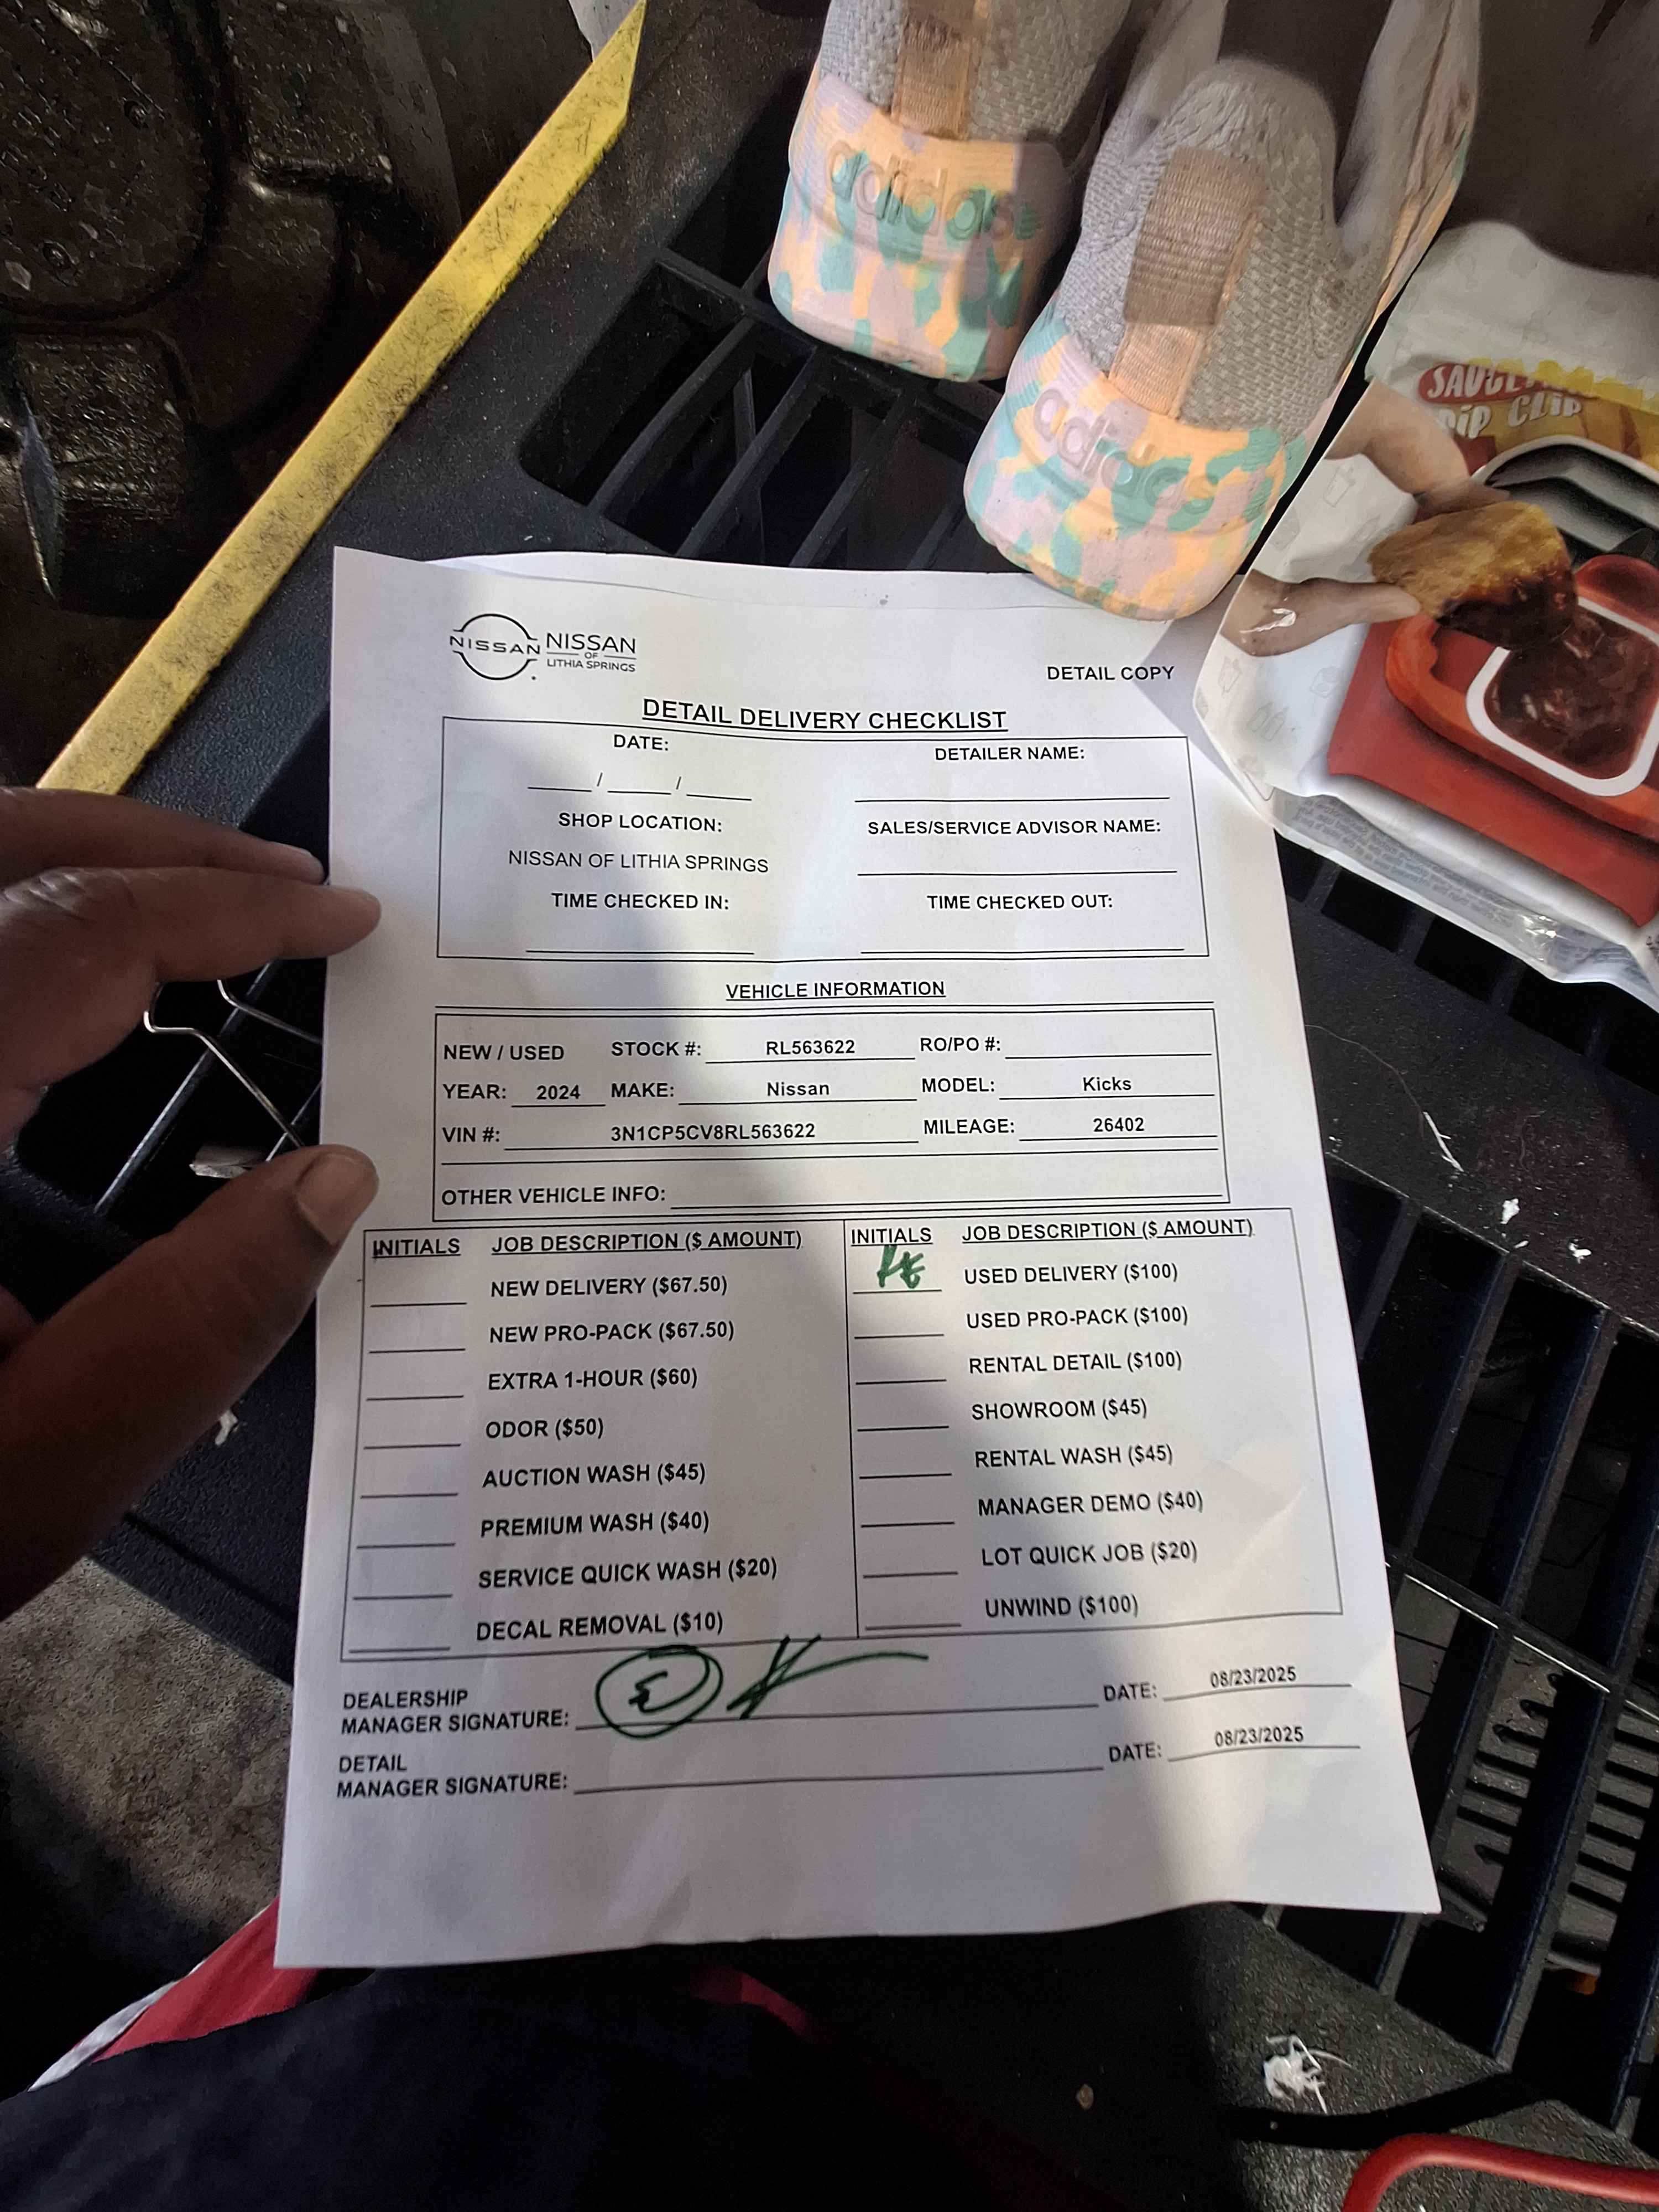 adidas
adidas
SAUCE
DIP CLIP
NISSAN NISSAN
OF
LITHIA SPRINGS
DETAIL COPY
DETAIL DELIVERY CHECKLIST
DATE: DETAILER NAME:
____/____/____
SHOP LOCATION: SALES/SERVICE ADVISOR NAME:
NISSAN OF LITHIA SPRINGS
TIME CHECKED IN: TIME CHECKED OUT:
VEHICLE INFORMATION
NEW / USED STOCK #: RL563622 RO/PO #:
YEAR: 2024 MAKE: Nissan MODEL: Kicks
VIN #: 3N1CP5CV8RL563622 MILEAGE: 26402
OTHER VEHICLE INFO:
INITIALS JOB DESCRIPTION ($ AMOUNT) INITIALS JOB DESCRIPTION ($ AMOUNT)
NEW DELIVERY ($67.50) USED DELIVERY ($100)
NEW PRO-PACK ($67.50) USED PRO-PACK ($100)
EXTRA 1-HOUR ($60) RENTAL DETAIL ($100)
ODOR ($50) SHOWROOM ($45)
AUCTION WASH ($45) RENTAL WASH ($45)
PREMIUM WASH ($40) MANAGER DEMO ($40)
SERVICE QUICK WASH ($20) LOT QUICK JOB ($20)
DECAL REMOVAL ($10) UNWIND ($100)
DEALERSHIP
MANAGER SIGNATURE: DATE: 08/23/2025
DETAIL
MANAGER SIGNATURE: DATE: 08/23/2025